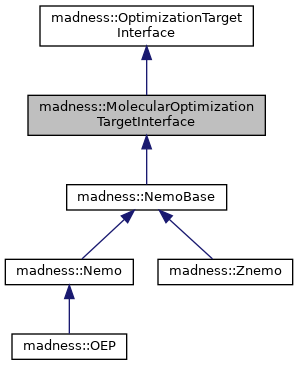 madness::OptimizationTarget
Interface
madness::MolecularOptimization
TargetInterface
madness::NemoBase
madness::Nemo
madness::Znemo
madness::OEP